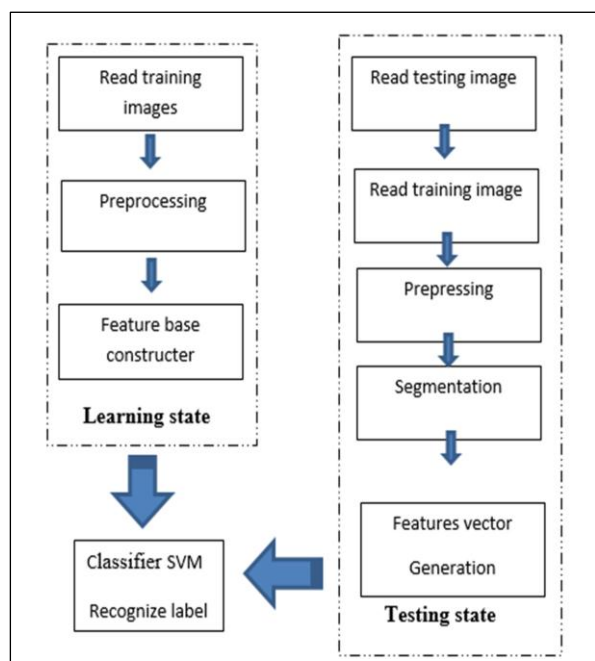 Read training
images
Preprocessing
Feature base
constructer
Learning state
Classifier SVM
Recognize label
Read testing image
Read training image
Prepressing
Segmentation
Features vector
Generation
Testing state